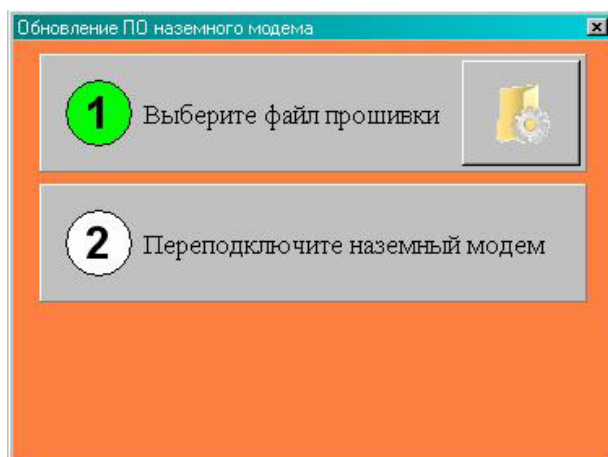 Обновление ПО наземного модема
1 Выберите файл прошивки
2 Переподключите наземный модем